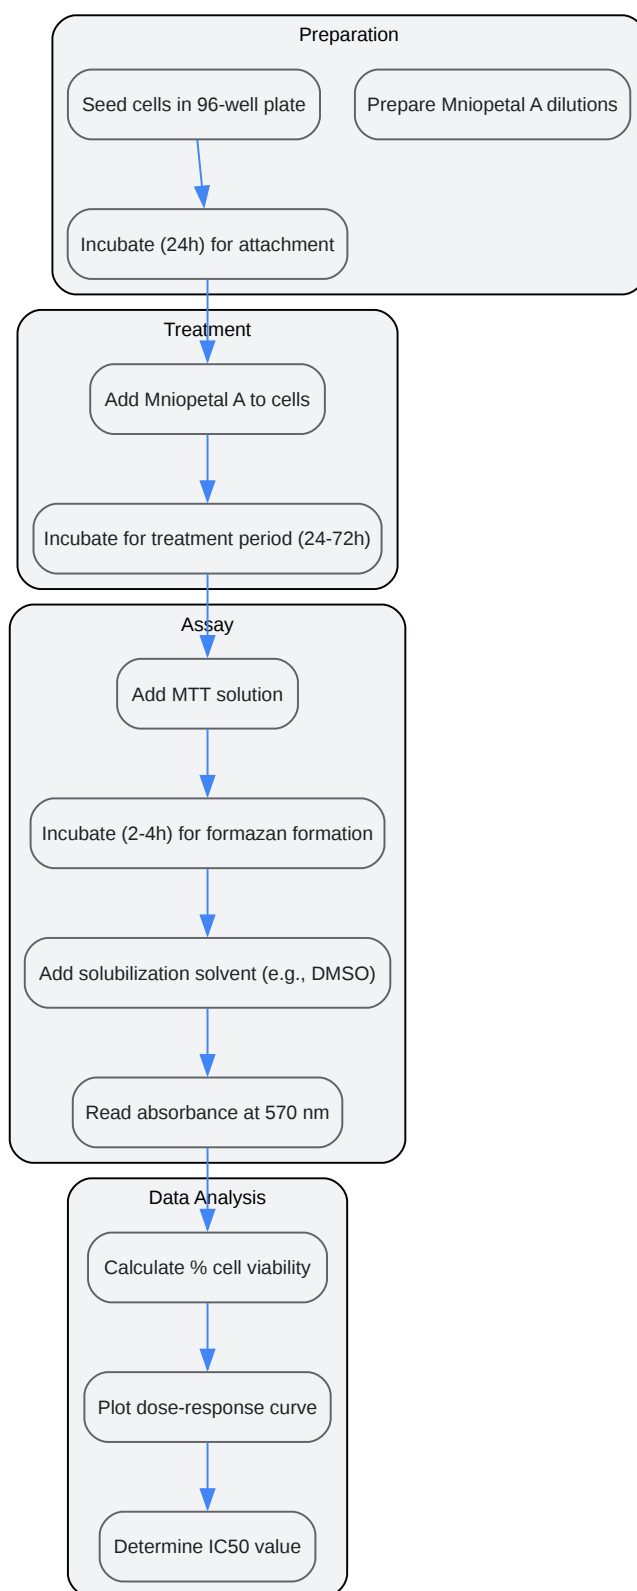 Preparation
Seed cells in 96-well plate
Prepare Mniopetal A dilutions
Incubate (24h) for attachment
Treatment
Add Mniopetal A to cells
Incubate for treatment period (24-72h)
Assay
Add MTT solution
Incubate (2-4h) for formazan formation
Add solubilization solvent (e.g., DMSO)
Read absorbance at 570 nm
Data Analysis
Calculate % cell viability
Plot dose-response curve
Determine IC50 value